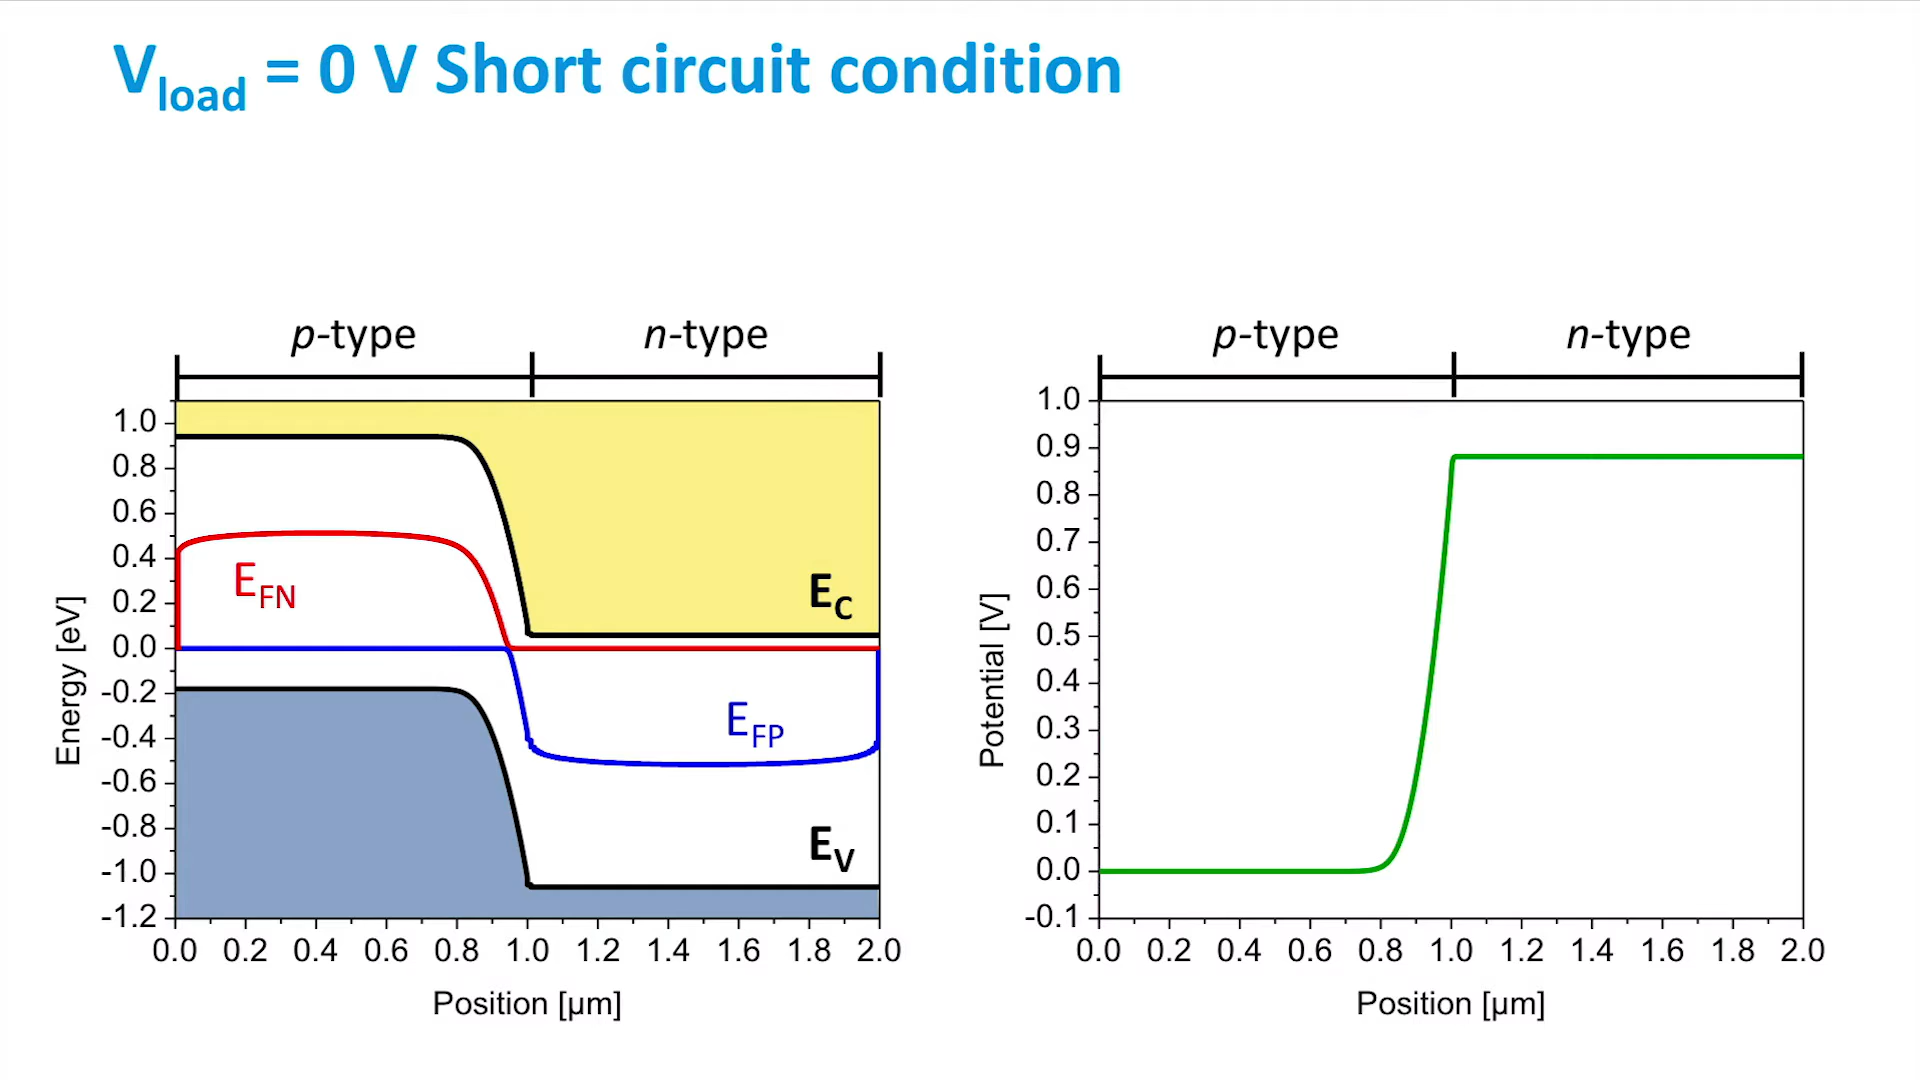 V_load = 0 V Short circuit condition
p-type n-type
1.0
0.8
0.6
0.4
0.2
0.0
-0.2
-0.4
-0.6
-0.8
-1.0
-1.2
Energy [eV]
E_FN
E_C
E_FP
E_V
0.0 0.2 0.4 0.6 0.8 1.0 1.2 1.4 1.6 1.8 2.0
Position [µm]
p-type n-type
1.0
0.9
0.8
0.7
0.6
0.5
0.4
0.3
0.2
0.1
0.0
-0.1
Potential [V]
0.0 0.2 0.4 0.6 0.8 1.0 1.2 1.4 1.6 1.8 2.0
Position [µm]